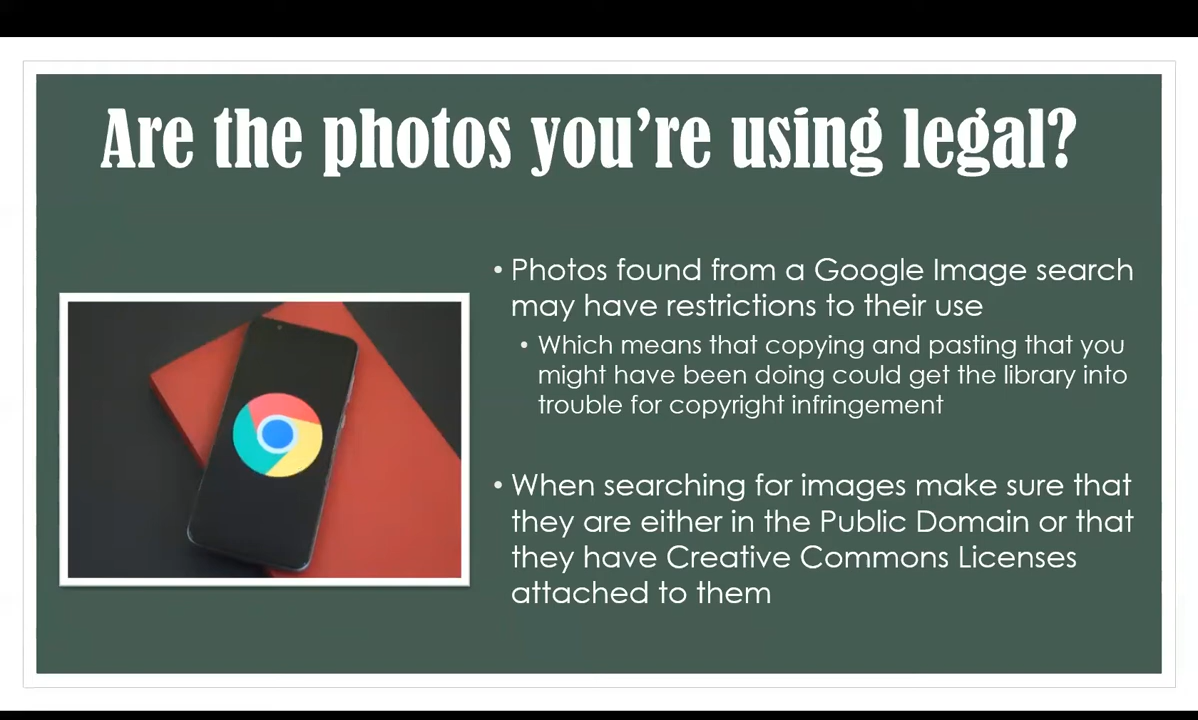 Are the photos you're using legal?
• Photos found from a Google Image search
may have restrictions to their use
• Which means that copying and pasting that you
might have been doing could get the library into
trouble for copyright infringement
• When searching for images make sure that
they are either in the Public Domain or that
they have Creative Commons Licenses
attached to them